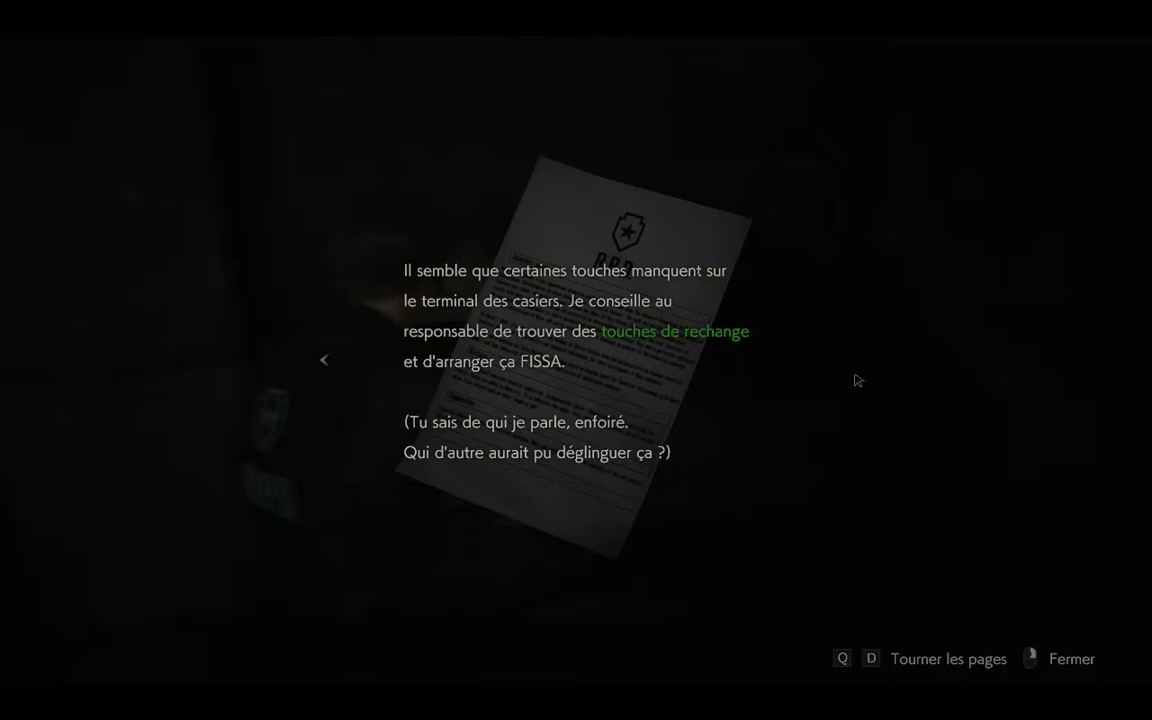 R.P.D.
Il semble que certaines touches manquent sur
le terminal des casiers. Je conseille au
responsable de trouver des touches de rechange
et d'arranger ça FISSA.
(Tu sais de qui je parle, enfoiré.
Qui d'autre aurait pu déglinguer ça ?)
Q D Tourner les pages Fermer